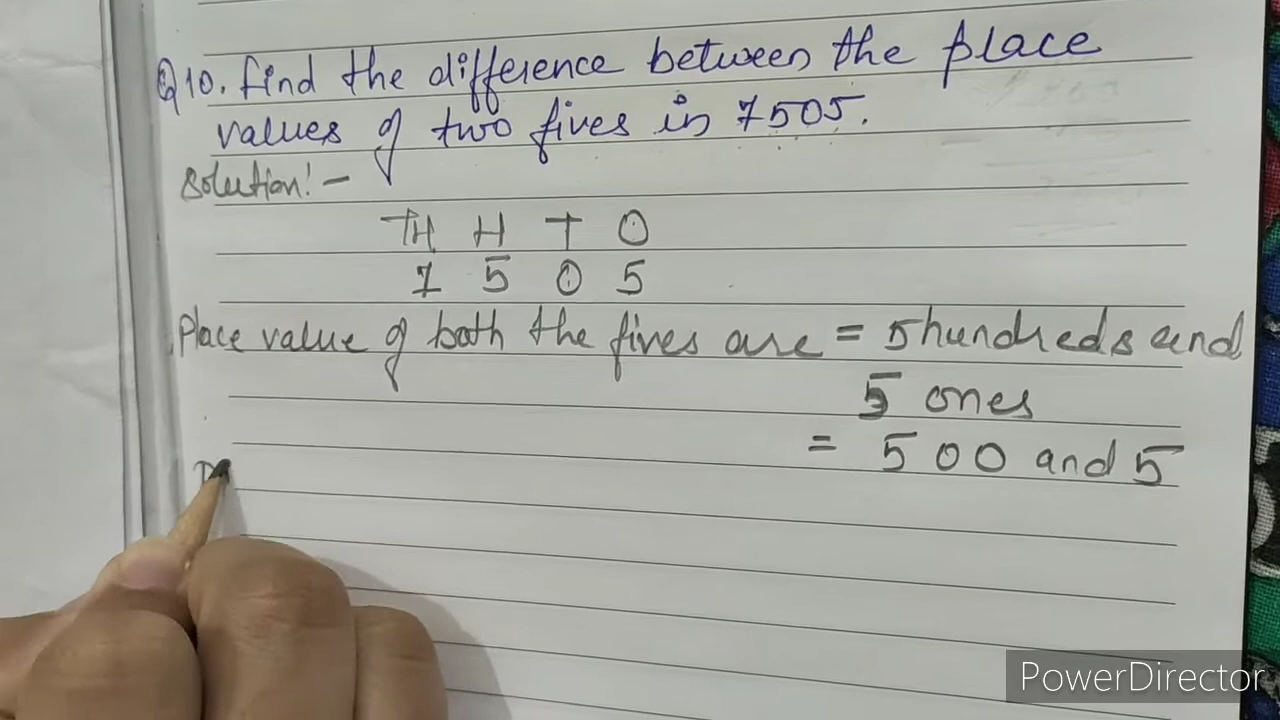 Q10. find the difference between the place
values of two fives in 7505.
Solution:-
TH H T O
7 5 0 5
Place value of both the fives are = 5 hundreds and
5 ones
= 500 and 5
PowerDirector